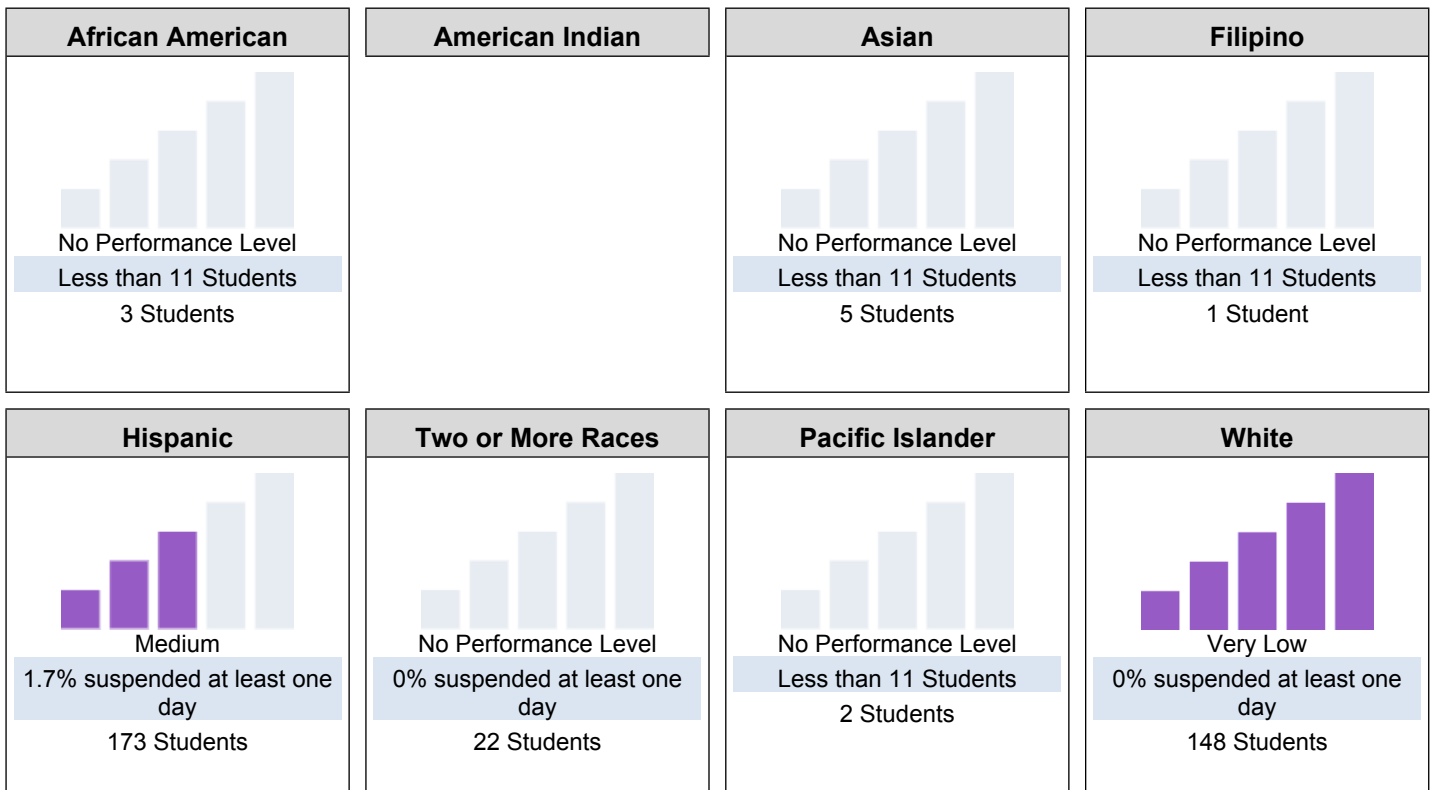 African American
American Indian
Asian
Filipino
No Performance Level
Less than 11 Students
3 Students
No Performance Level
Less than 11 Students
5 Students
No Performance Level
Less than 11 Students
1 Student
Hispanic
Two or More Races
Pacific Islander
White
Medium
1.7% suspended at least one
day
173 Students
No Performance Level
0% suspended at least one
day
22 Students
No Performance Level
Less than 11 Students
2 Students
Very Low
0% suspended at least one
day
148 Students